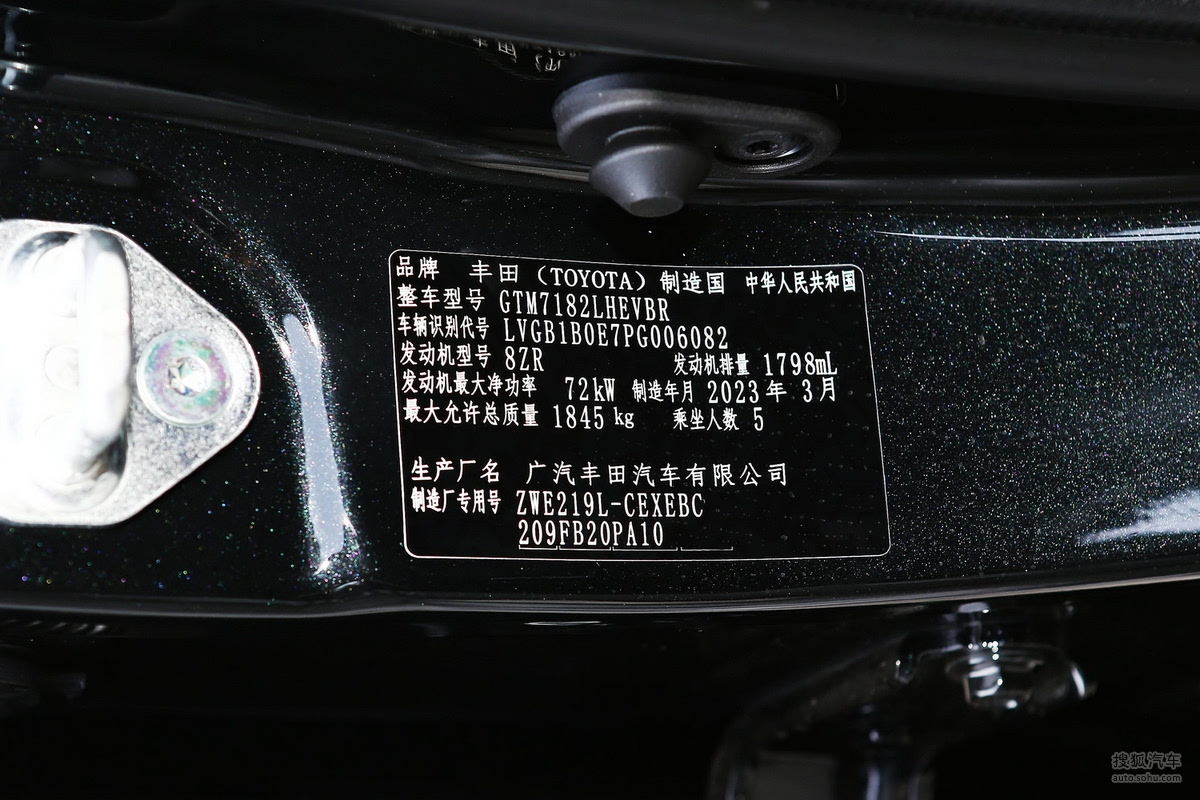 品牌 丰田（TOYOTA）制造国 中华人民共和国
整车型号 GTM7182LHEVBR
车辆识别代号 LVGB1B0E7PG006082
发动机型号 8ZR 发动机排量 1798mL
发动机最大净功率 72kW 制造年月 2023年 3月
最大允许总质量 1845 kg 乘坐人数 5
生产厂名 广汽丰田汽车有限公司
制造厂专用号 ZWE219L-CEXEBC
209FB20PA10
搜狐汽车
auto.sohu.com